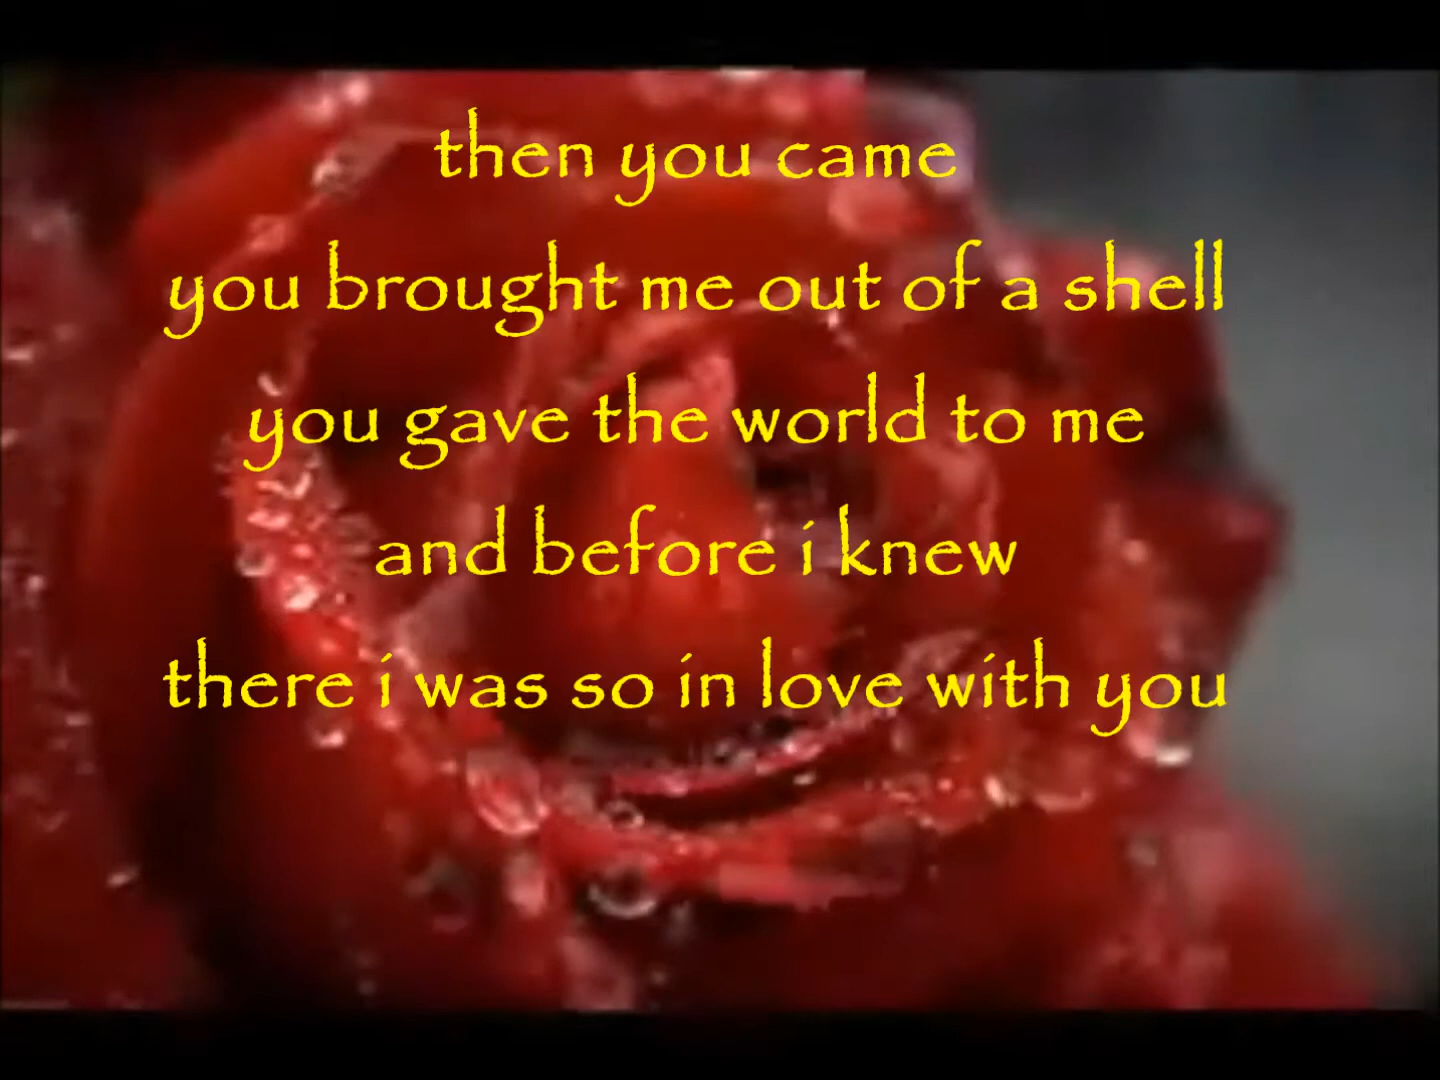 then you came
you brought me out of a shell
you gave the world to me
and before i knew
there i was so in love with you